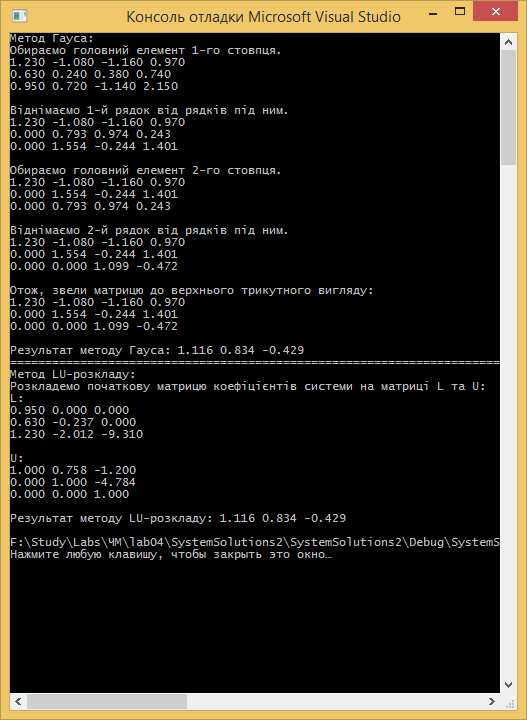 Консоль отладки Microsoft Visual Studio
Метод Гауса:
Обираємо головний елемент 1-го стовпця.
1.230 -1.080 -1.160 0.970
0.630 0.240 0.380 0.740
0.950 0.720 -1.140 2.150
Віднімаємо 1-й рядок від рядків під ним.
1.230 -1.080 -1.160 0.970
0.000 0.793 0.974 0.243
0.000 1.554 -0.244 1.401
Обираємо головний елемент 2-го стовпця.
1.230 -1.080 -1.160 0.970
0.000 1.554 -0.244 1.401
0.000 0.793 0.974 0.243
Віднімаємо 2-й рядок від рядків під ним.
1.230 -1.080 -1.160 0.970
0.000 1.554 -0.244 1.401
0.000 0.000 1.099 -0.472
Отож, звели матрицю до верхнього трикутного вигляду:
1.230 -1.080 -1.160 0.970
0.000 1.554 -0.244 1.401
0.000 0.000 1.099 -0.472
Результат методу Гауса: 1.116 0.834 -0.429
======================================================================
Метод LU-розкладу:
Розкладемо початкову матрицю коефіцієнтів системи на матриці L та U:
L:
0.950 0.000 0.000
0.630 -0.237 0.000
1.230 -2.012 -9.310
U:
1.000 0.758 -1.200
0.000 1.000 -4.784
0.000 0.000 1.000
Результат методу LU-розкладу: 1.116 0.834 -0.429
F:\Study\Labs\ЧМ\lab04\SystemSolutions2\SystemSolutions2\Debug\SystemS
Нажмите любую клавишу, чтобы закрыть это окно…